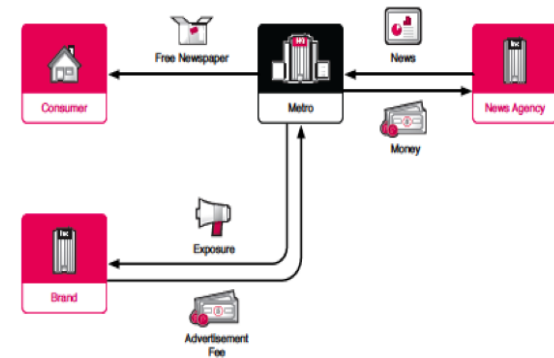 Free Newspaper
News
Consumer
Metro
News Agency
Money
Exposure
Brand
Advertisement
Fee